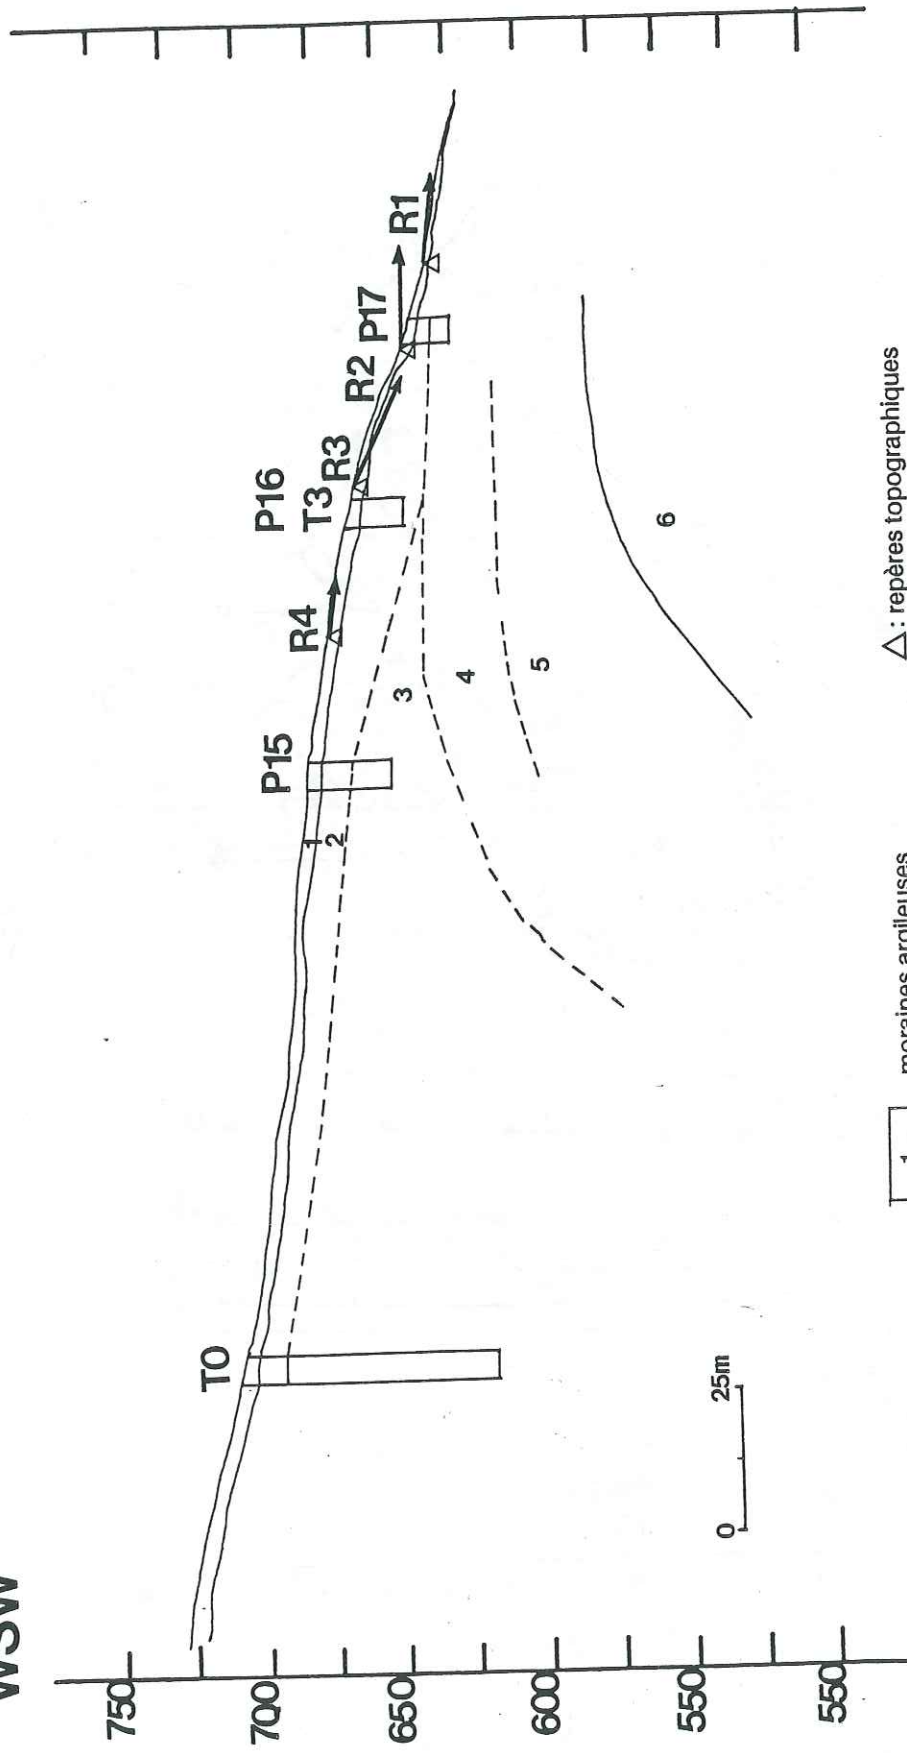 WSW
750
700
650
600
550
550
T0
P15
R4
P16
T3
R3
R2
P17
R1
1
2
3
4
5
6
0 25m
1 moraines argileuses
△ : repères topographiques